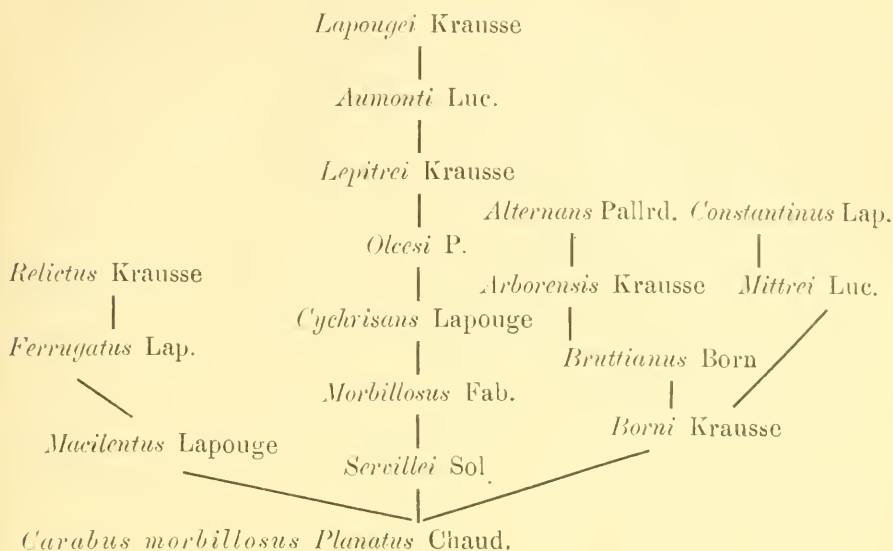 Lapougei Krausse
Aumonti Luc.
Lepitrei Krausse
Alternans Pallrd. Constantinus Lap.
Olcesi P.
Relictus Krausse
Arborensis Krausse
Mittrei Luc.
Cychrisans Lapouge
Ferrugatus Lap.
Bruttianus Born
Morbillosus Fab.
Borni Krausse
Macilentus Lapouge
Servillei Sol.
Carabus morbillosus Planatus Chaud.